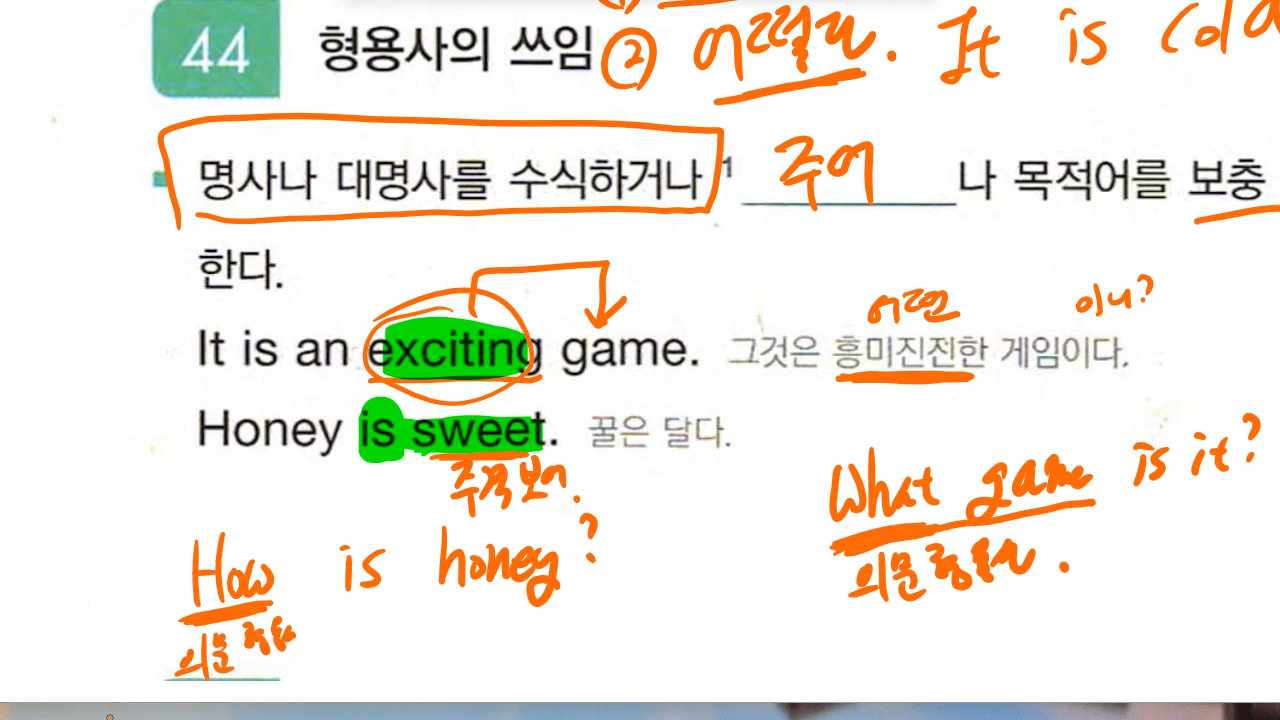 44 형용사의 쓰임 ② 어떨 때. It is cold
명사나 대명사를 수식하거나 1 주어 나 목적어를 보충
한다.
어떤 이니?
It is an exciting game. 그것은 흥미진진한 게임이다.
Honey is sweet. 꿀은 달다.
주격 보어.
What game is it?
의문 형용사.
How is honey?
의문